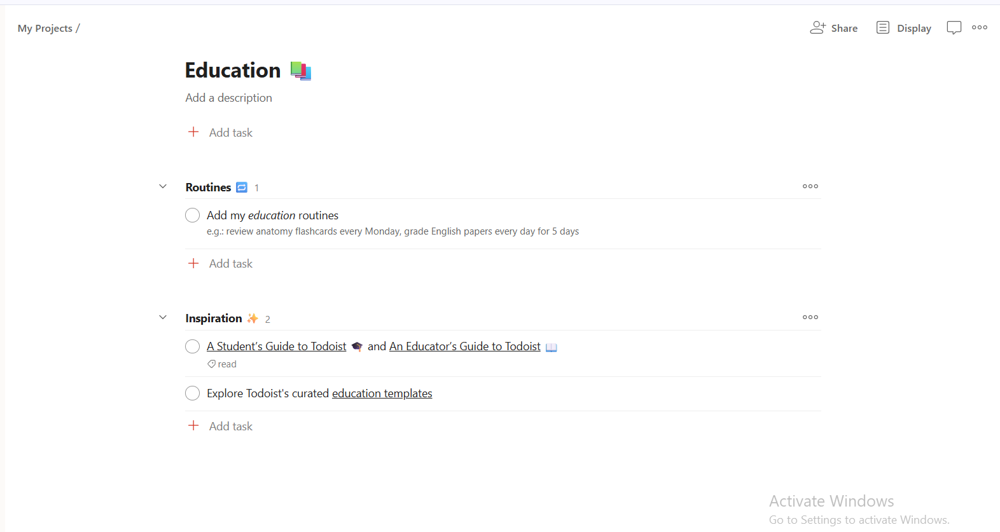 My Projects /
Share
Display
Education 📚
Add a description
Add task
Routines 🔁 1
Add my education routines
e.g.: review anatomy flashcards every Monday, grade English papers every day for 5 days
Add task
Inspiration ✨ 2
A Student’s Guide to Todoist 🎓 and An Educator’s Guide to Todoist 📖
read
Explore Todoist's curated education templates
Add task
Activate Windows
Go to Settings to activate Windows.